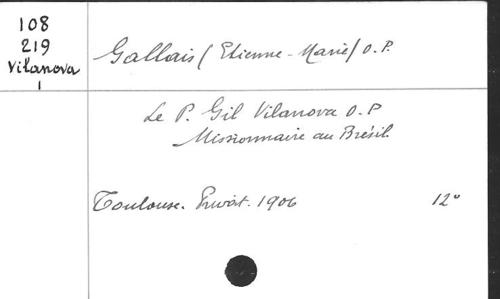 108
219
Vilanova
1
Gallais (Etienne-Marie) O.P.
Le P. Gil Vilanova O.P
Missionnaire au Brésil.
Toulouse. Privat. 1906 12°